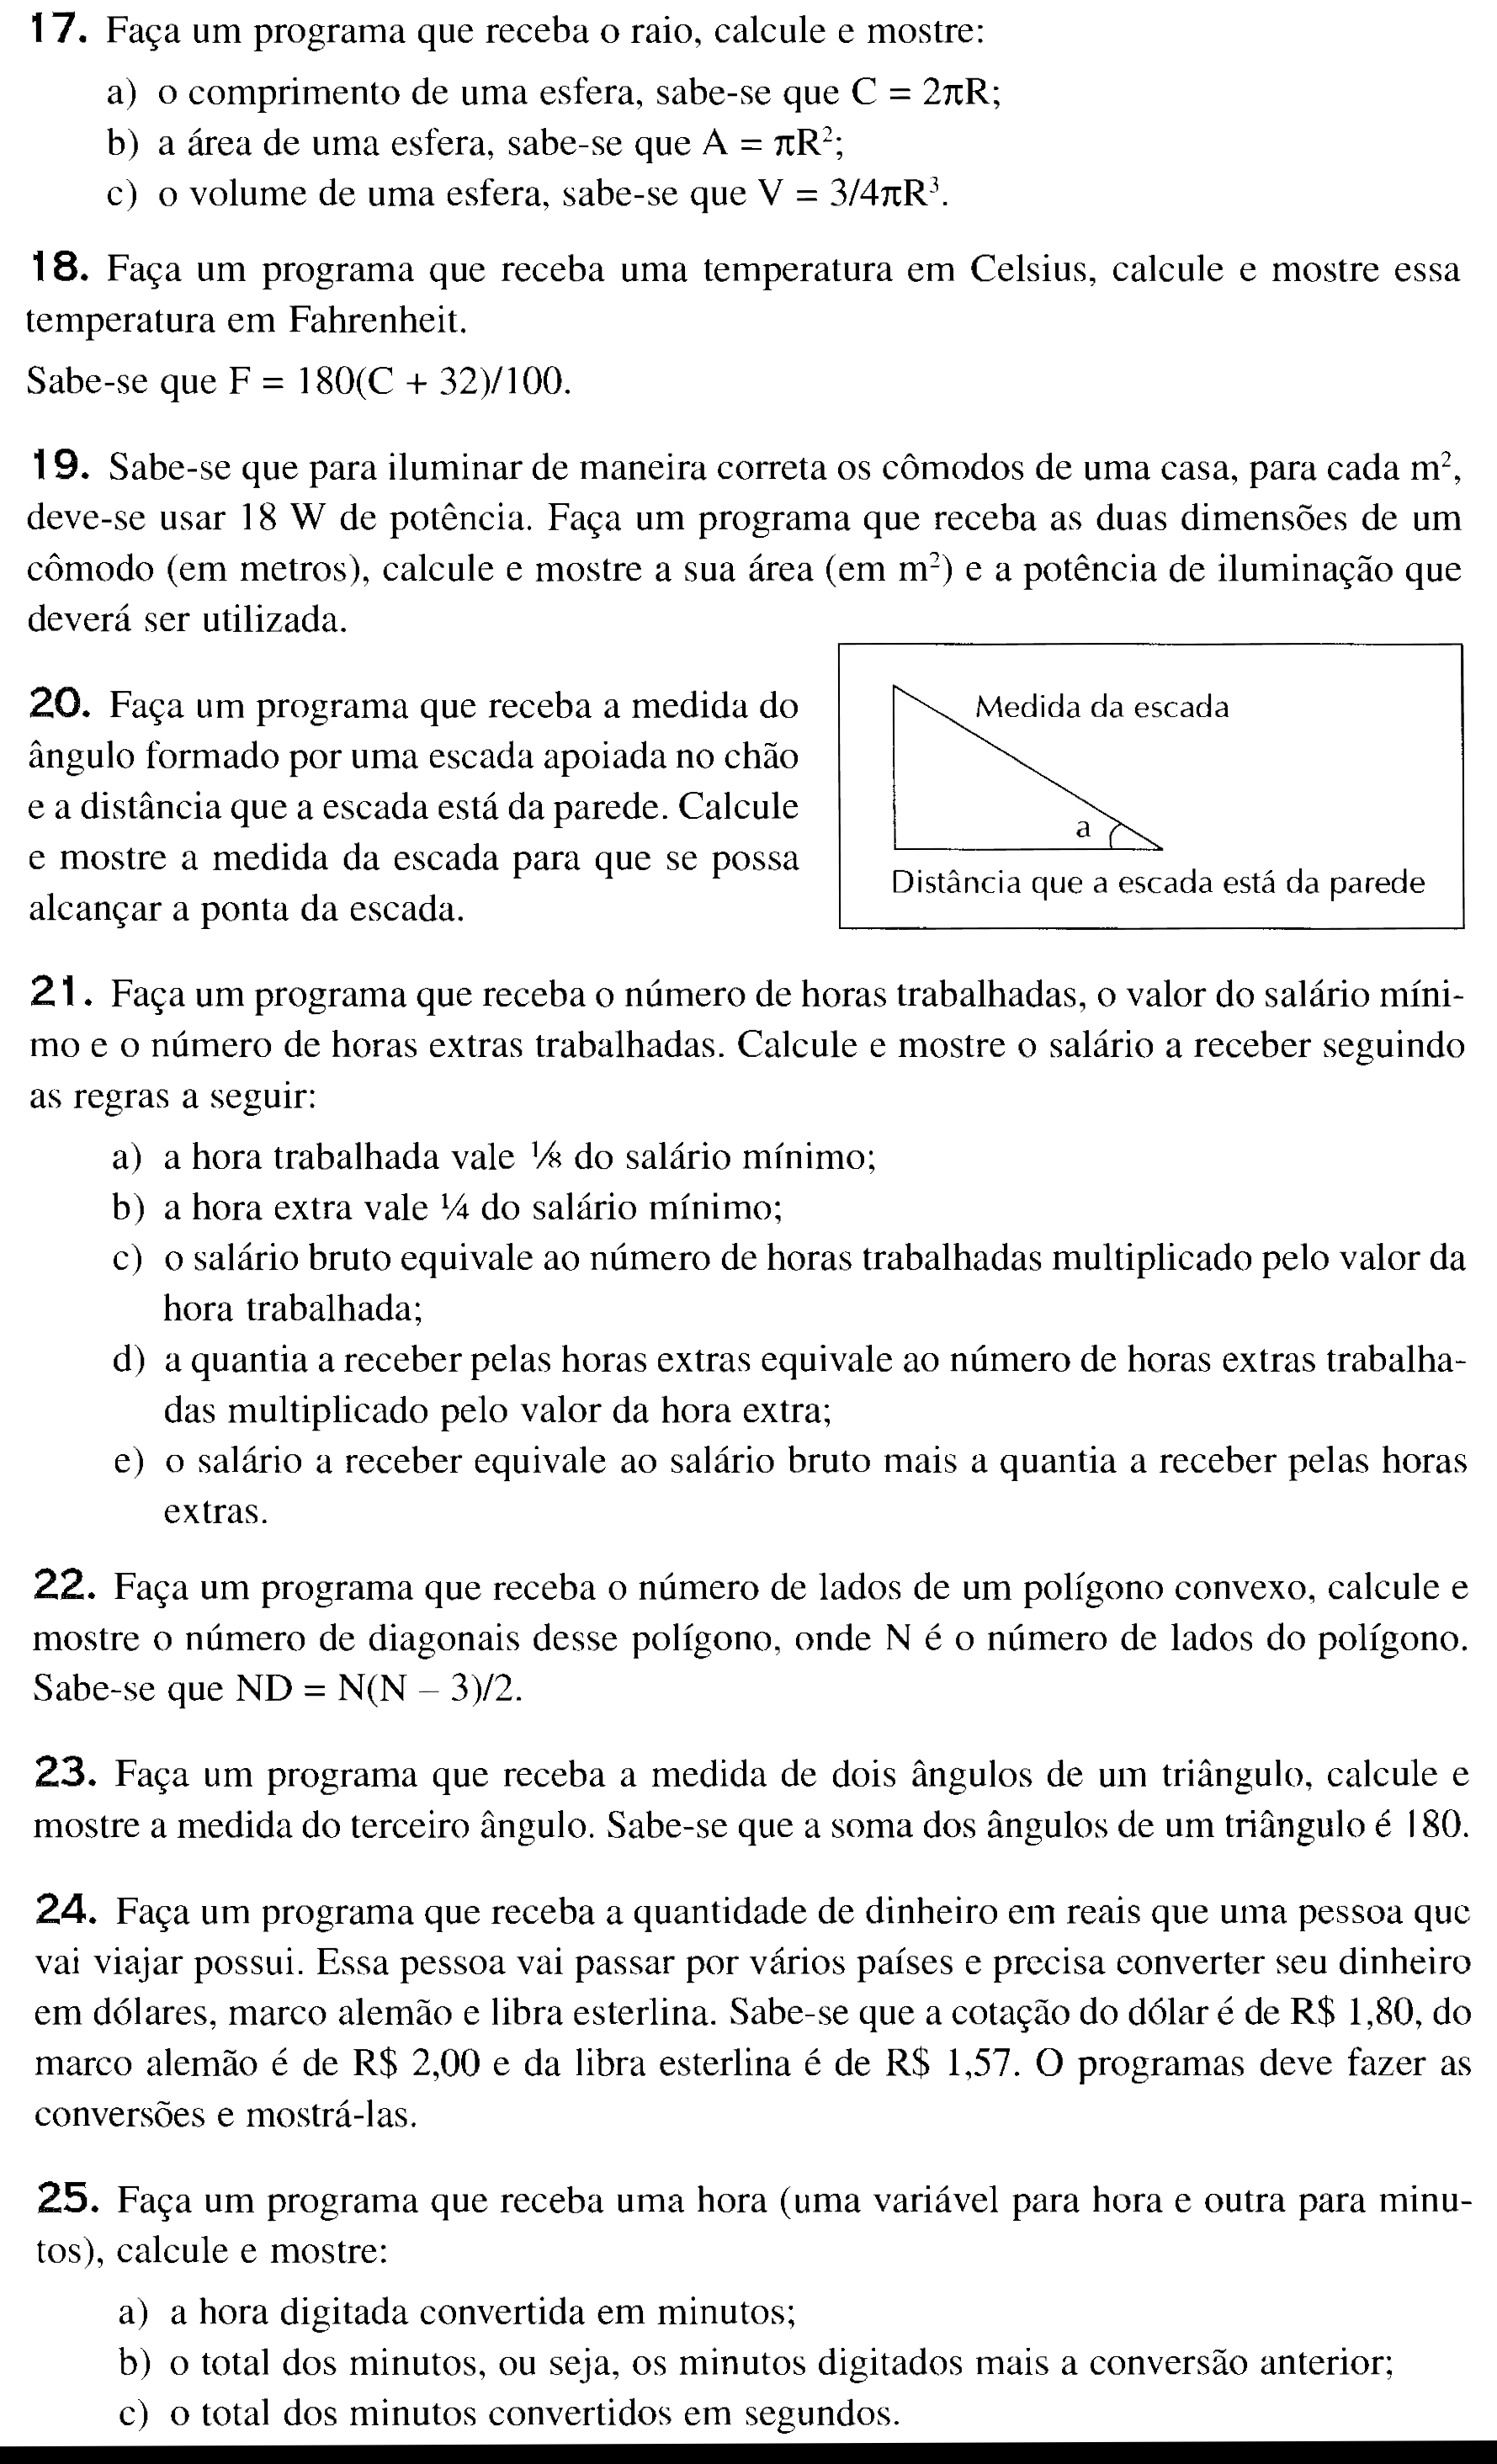 17. Faça um programa que receba o raio, calcule e mostre:
a) o comprimento de uma esfera, sabe-se que C = 2πR;
b) a área de uma esfera, sabe-se que A = πR²;
c) o volume de uma esfera, sabe-se que V = 3/4πR³.
18. Faça um programa que receba uma temperatura em Celsius, calcule e mostre essa
temperatura em Fahrenheit.
Sabe-se que F = 180(C + 32)/100.
19. Sabe-se que para iluminar de maneira correta os cômodos de uma casa, para cada m²,
deve-se usar 18 W de potência. Faça um programa que receba as duas dimensões de um
cômodo (em metros), calcule e mostre a sua área (em m²) e a potência de iluminação que
deverá ser utilizada.
20. Faça um programa que receba a medida do
ângulo formado por uma escada apoiada no chão
e a distância que a escada está da parede. Calcule
e mostre a medida da escada para que se possa
alcançar a ponta da escada.
Medida da escada
a
Distância que a escada está da parede
21. Faça um programa que receba o número de horas trabalhadas, o valor do salário míni-
mo e o número de horas extras trabalhadas. Calcule e mostre o salário a receber seguindo
as regras a seguir:
a) a hora trabalhada vale ⅛ do salário mínimo;
b) a hora extra vale ¼ do salário mínimo;
c) o salário bruto equivale ao número de horas trabalhadas multiplicado pelo valor da
hora trabalhada;
d) a quantia a receber pelas horas extras equivale ao número de horas extras trabalha-
das multiplicado pelo valor da hora extra;
e) o salário a receber equivale ao salário bruto mais a quantia a receber pelas horas
extras.
22. Faça um programa que receba o número de lados de um polígono convexo, calcule e
mostre o número de diagonais desse polígono, onde N é o número de lados do polígono.
Sabe-se que ND = N(N – 3)/2.
23. Faça um programa que receba a medida de dois ângulos de um triângulo, calcule e
mostre a medida do terceiro ângulo. Sabe-se que a soma dos ângulos de um triângulo é 180.
24. Faça um programa que receba a quantidade de dinheiro em reais que uma pessoa que
vai viajar possui. Essa pessoa vai passar por vários países e precisa converter seu dinheiro
em dólares, marco alemão e libra esterlina. Sabe-se que a cotação do dólar é de R$ 1,80, do
marco alemão é de R$ 2,00 e da libra esterlina é de R$ 1,57. O programas deve fazer as
conversões e mostrá-las.
25. Faça um programa que receba uma hora (uma variável para hora e outra para minu-
tos), calcule e mostre:
a) a hora digitada convertida em minutos;
b) o total dos minutos, ou seja, os minutos digitados mais a conversão anterior;
c) o total dos minutos convertidos em segundos.